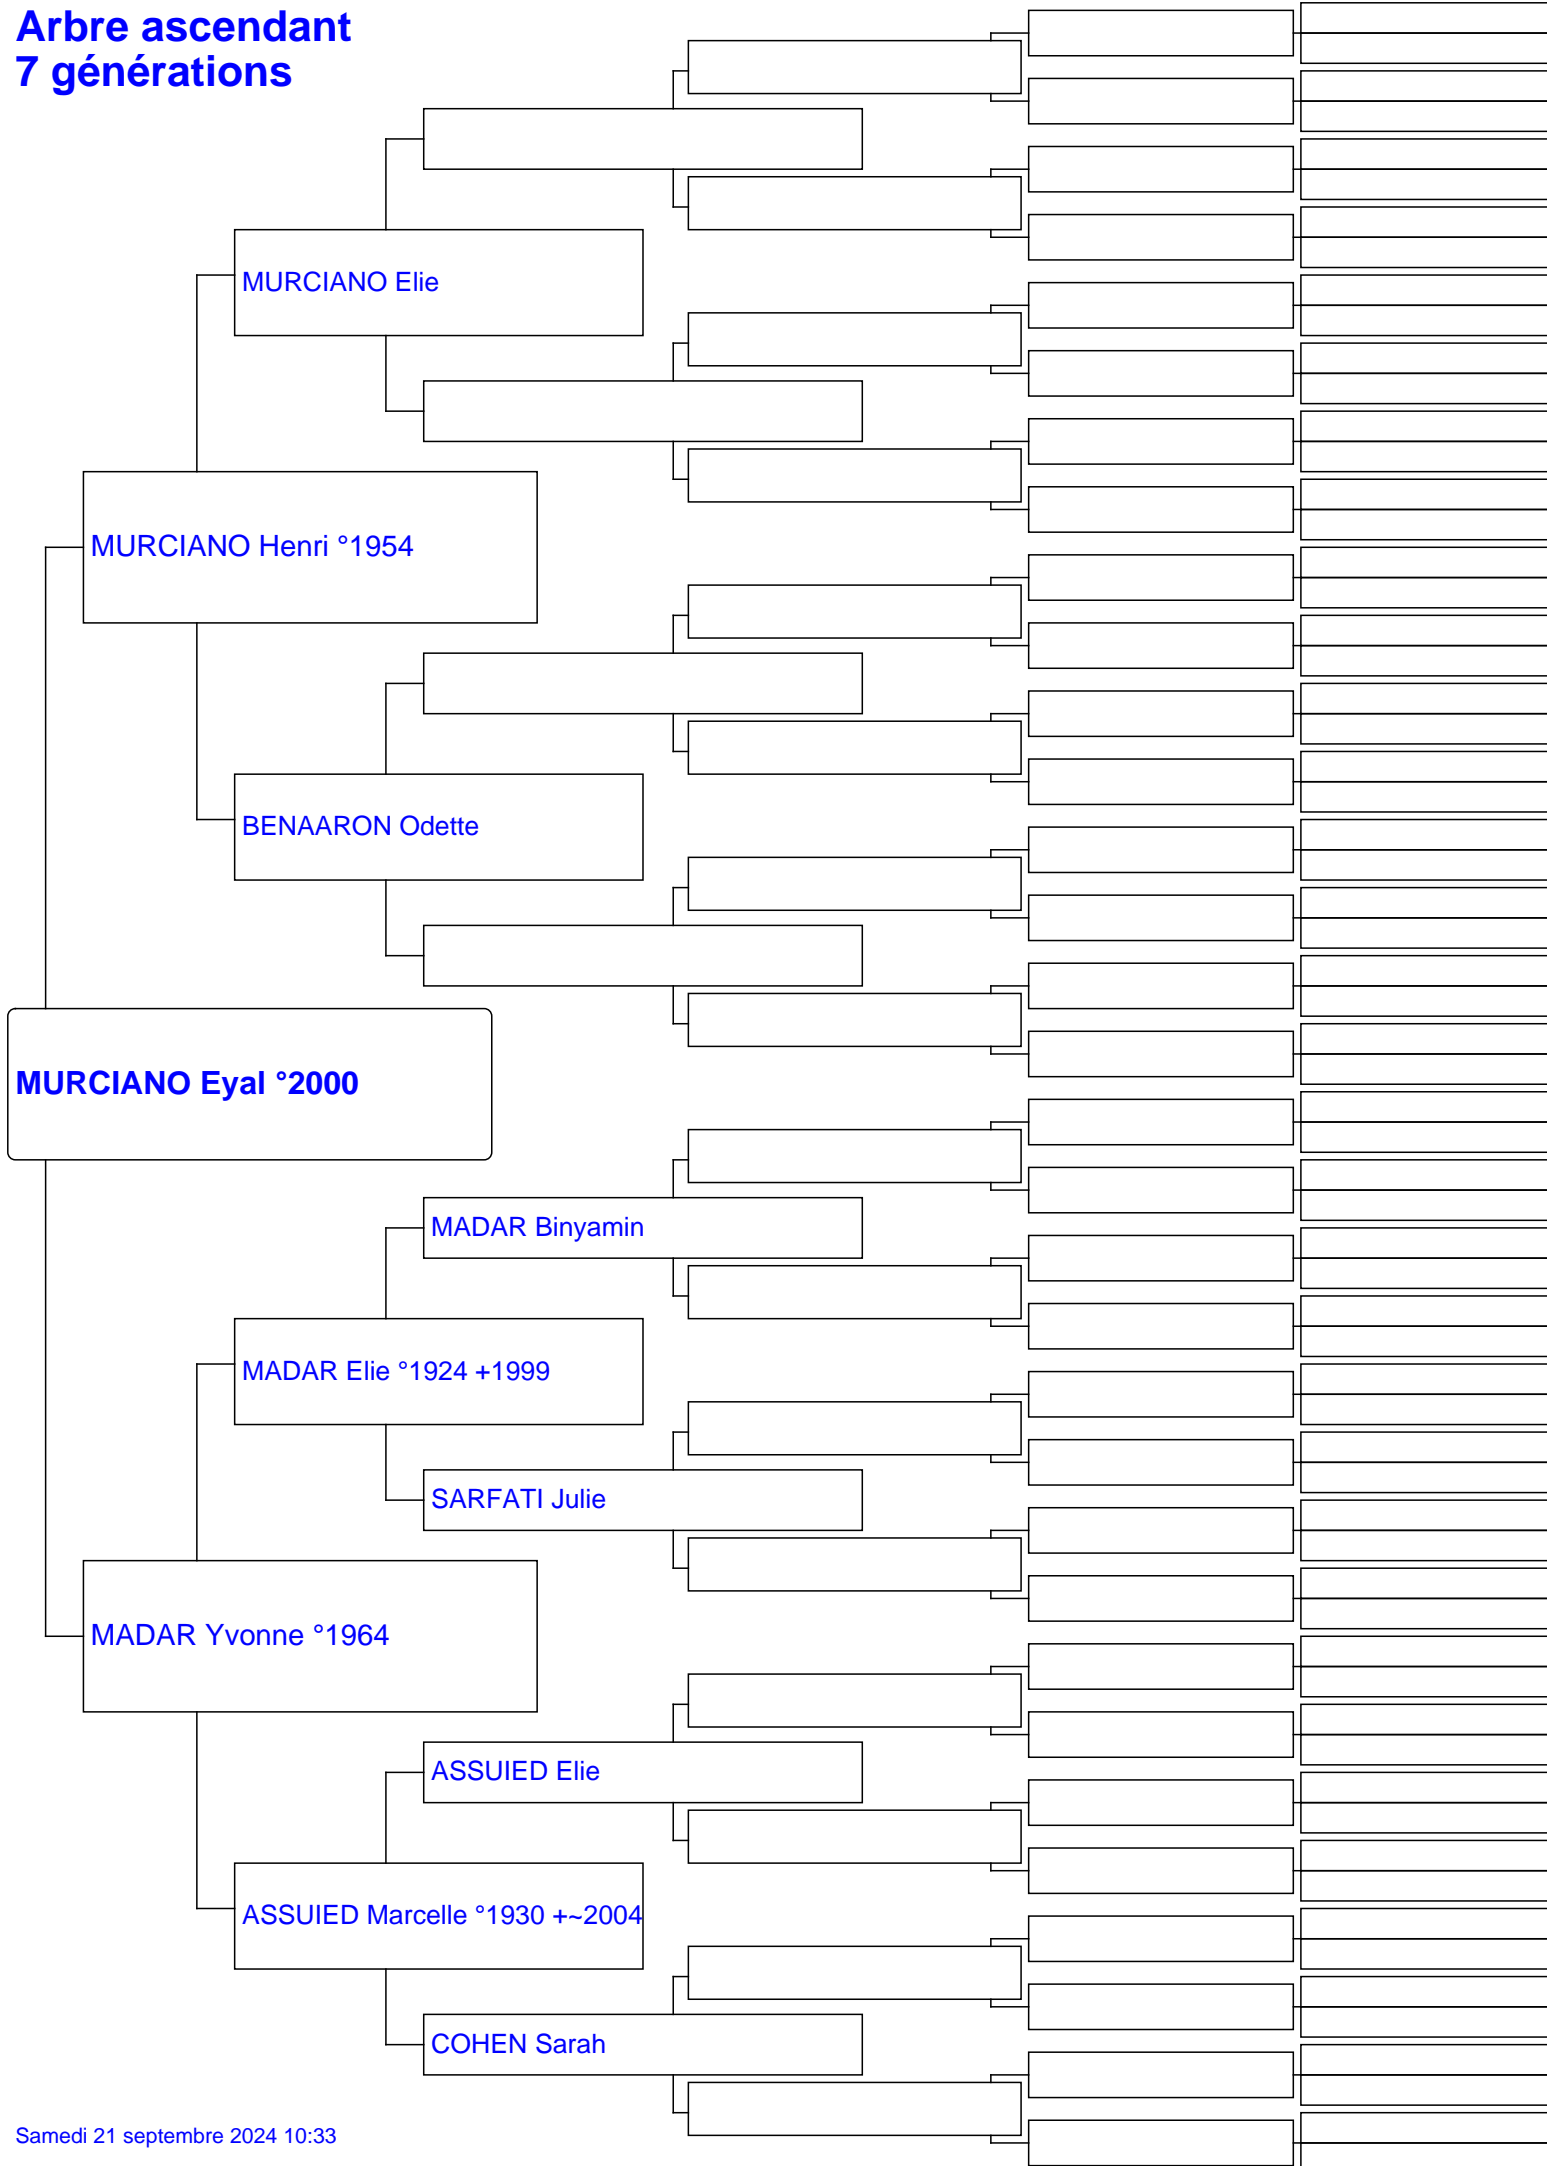 Arbre ascendant
7 générations
MURCIANO Elie
MURCIANO Henri °1954
BENAARON Odette
MURCIANO Eyal °2000
MADAR Binyamin
MADAR Elie °1924 +1999
SARFATI Julie
MADAR Yvonne °1964
ASSUIED Elie
ASSUIED Marcelle °1930 +~2004
COHEN Sarah
Samedi 21 septembre 2024 10:33